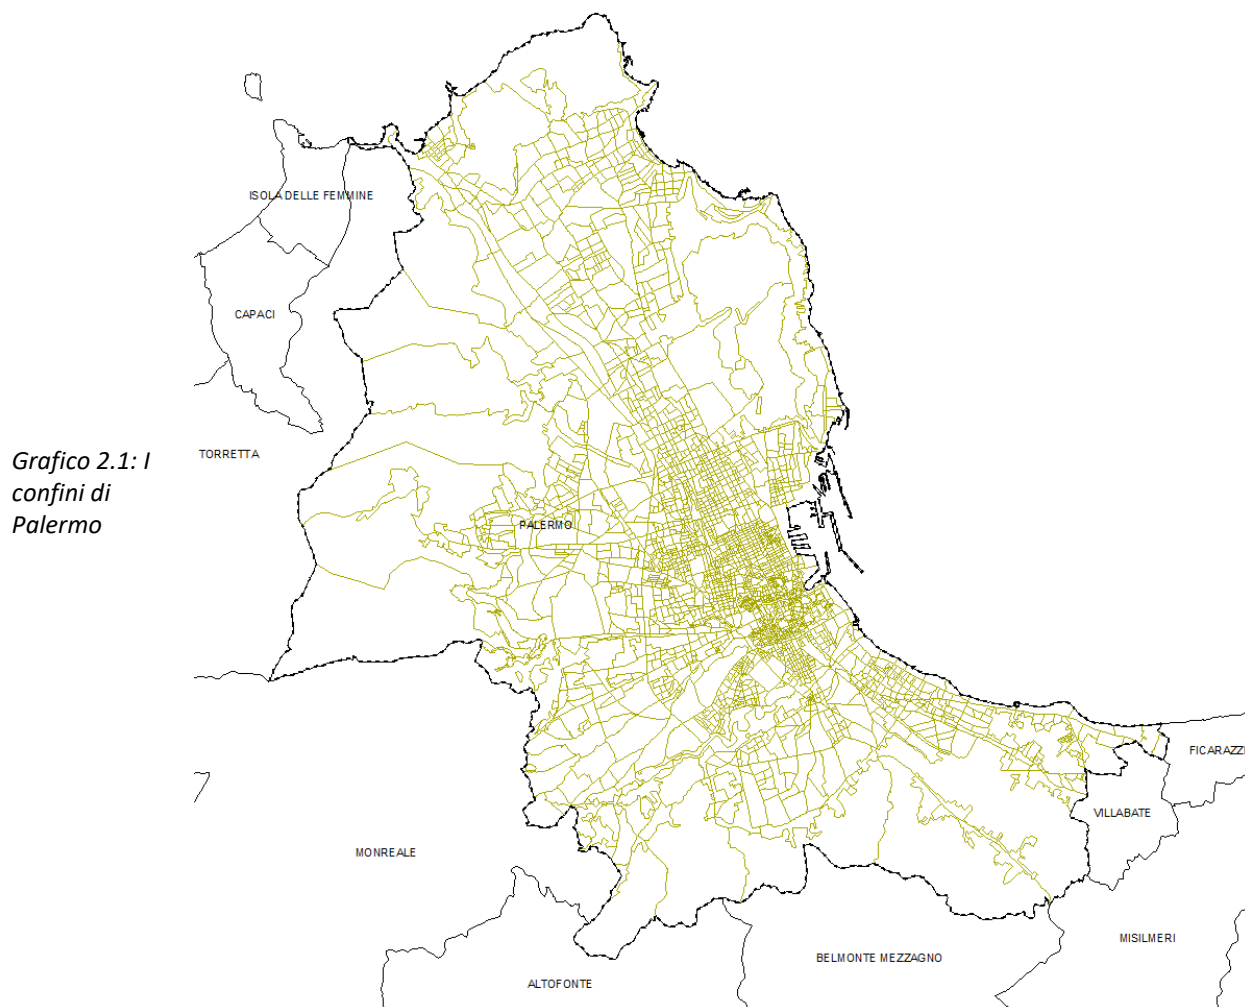 ISOLA DELLE FEMMINE
CAPACI
TORRETTA
Grafico 2.1: I
confini di
Palermo
PALERMO
FICARAZZI
VILLABATE
MONREALE
MISILMERI
BELMONTE MEZZAGNO
ALTOFONTE